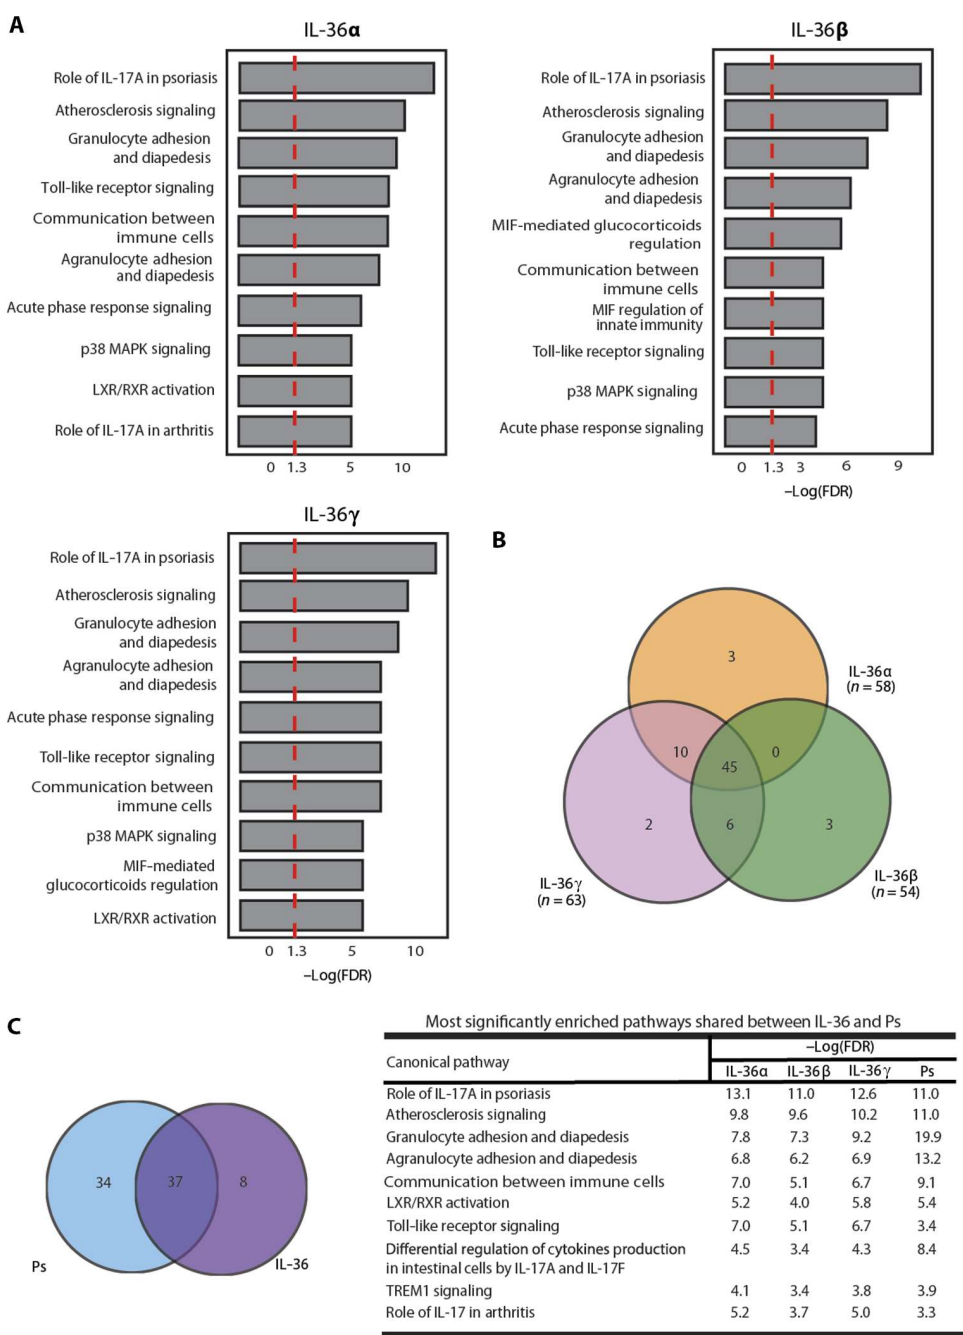 A
IL-36α
Role of IL-17A in psoriasis
Atherosclerosis signaling
Granulocyte adhesion
and diapedesis
Toll-like receptor signaling
Communication between
immune cells
Agranulocyte adhesion
and diapedesis
Acute phase response signaling
p38 MAPK signaling
LXR/RXR activation
Role of IL-17A in arthritis
0 1.3 5 10
IL-36β
Role of IL-17A in psoriasis
Atherosclerosis signaling
Granulocyte adhesion
and diapedesis
Agranulocyte adhesion
and diapedesis
MIF-mediated glucocorticoids
regulation
Communication between
immune cells
MIF regulation of
innate immunity
Toll-like receptor signaling
p38 MAPK signaling
Acute phase response signaling
0 1.3 3 6 9
–Log(FDR)
IL-36γ
Role of IL-17A in psoriasis
Atherosclerosis signaling
Granulocyte adhesion
and diapedesis
Agranulocyte adhesion
and diapedesis
Acute phase response signaling
Toll-like receptor signaling
Communication between
immune cells
p38 MAPK signaling
MIF-mediated
glucocorticoids regulation
LXR/RXR activation
0 1.3 5 10
–Log(FDR)
B
3
IL-36α
(n = 58)
10 0
45
2 6 3
IL-36γ
(n = 63)
IL-36β
(n = 54)
C
34 37 8
Ps
IL-36
Most significantly enriched pathways shared between IL-36 and Ps
Canonical pathway –Log(FDR)
IL-36α IL-36β IL-36γ Ps
Role of IL-17A in psoriasis 13.1 11.0 12.6 11.0
Atherosclerosis signaling 9.8 9.6 10.2 11.0
Granulocyte adhesion and diapedesis 7.8 7.3 9.2 19.9
Agranulocyte adhesion and diapedesis 6.8 6.2 6.9 13.2
Communication between immune cells 7.0 5.1 6.7 9.1
LXR/RXR activation 5.2 4.0 5.8 5.4
Toll-like receptor signaling 7.0 5.1 6.7 3.4
Differential regulation of cytokines production 4.5 3.4 4.3 8.4
in intestinal cells by IL-17A and IL-17F
TREM1 signaling 4.1 3.4 3.8 3.9
Role of IL-17 in arthritis 5.2 3.7 5.0 3.3